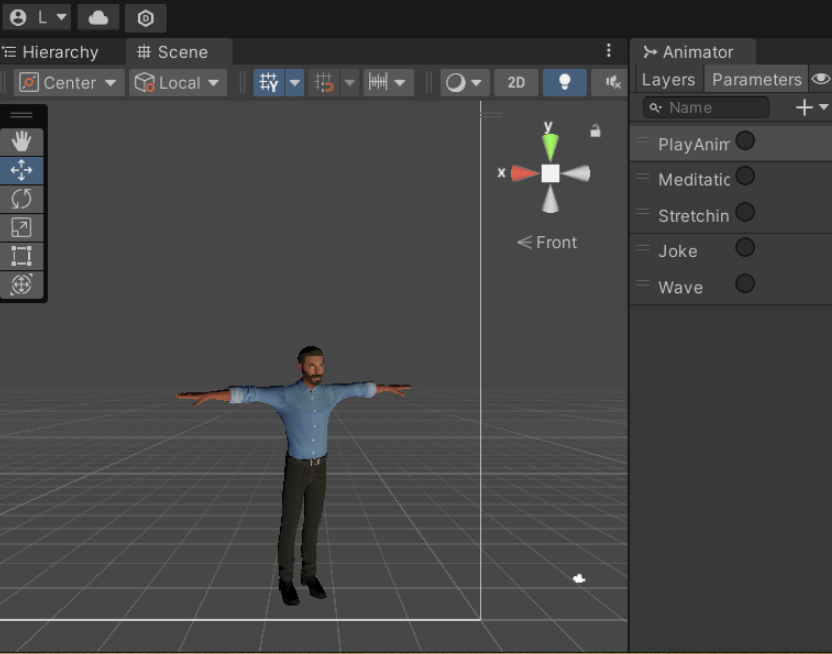 L
Hierarchy
Scene
Animator
Center
Local
2D
Layers
Parameters
Name
y
x
Front
PlayAnim
Meditatic
Stretchin
Joke
Wave